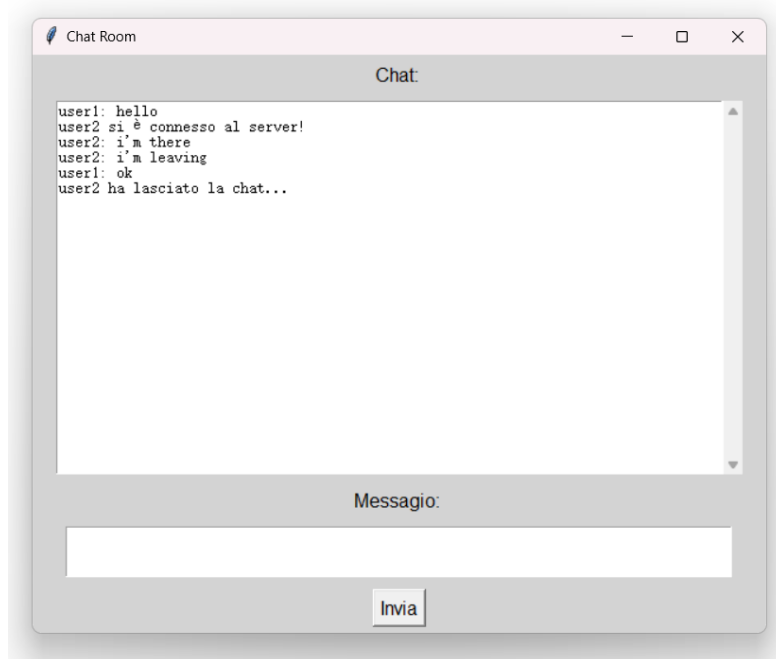 Chat Room
Chat:
user1: hello
user2 si è connesso al server!
user2: i'm there
user2: i'm leaving
user1: ok
user2 ha lasciato la chat...
Messagio:
Invia